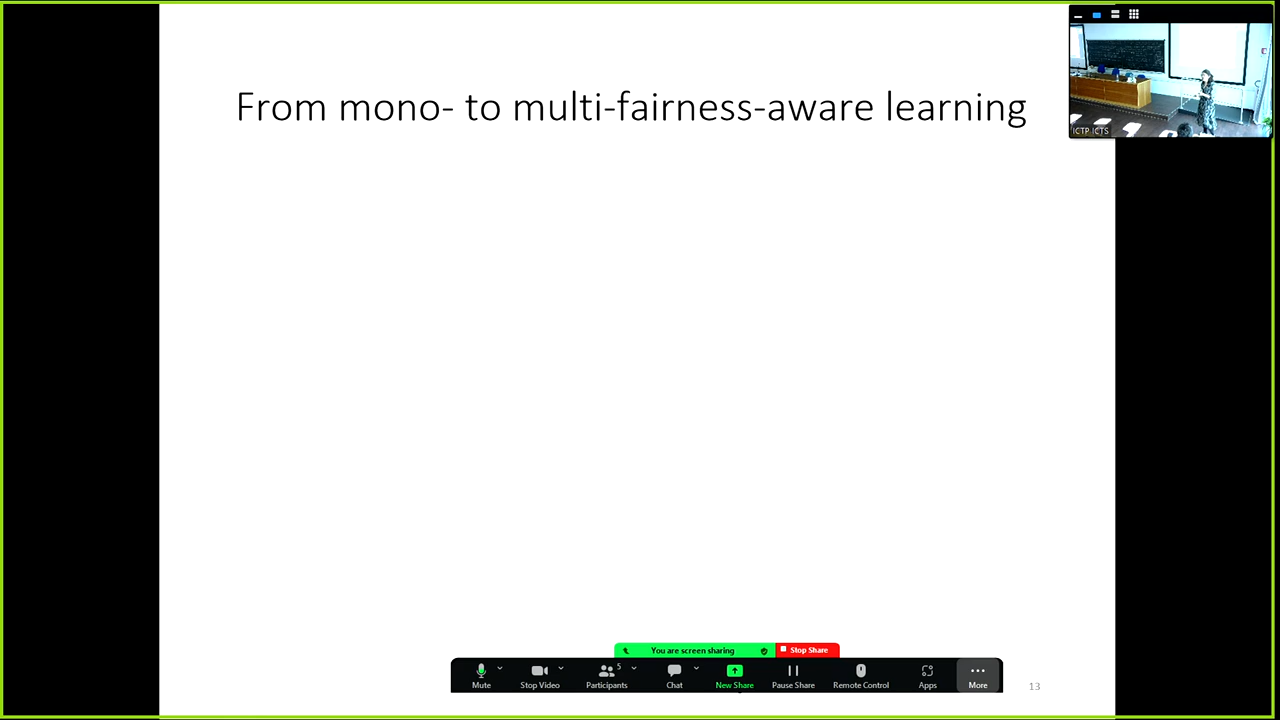 From mono- to multi-fairness-aware learning
ICTP ICTS
You are screen sharing
Stop Share
5
Mute
Stop Video
Participants
Chat
New Share
Pause Share
Remote Control
Apps
More
13